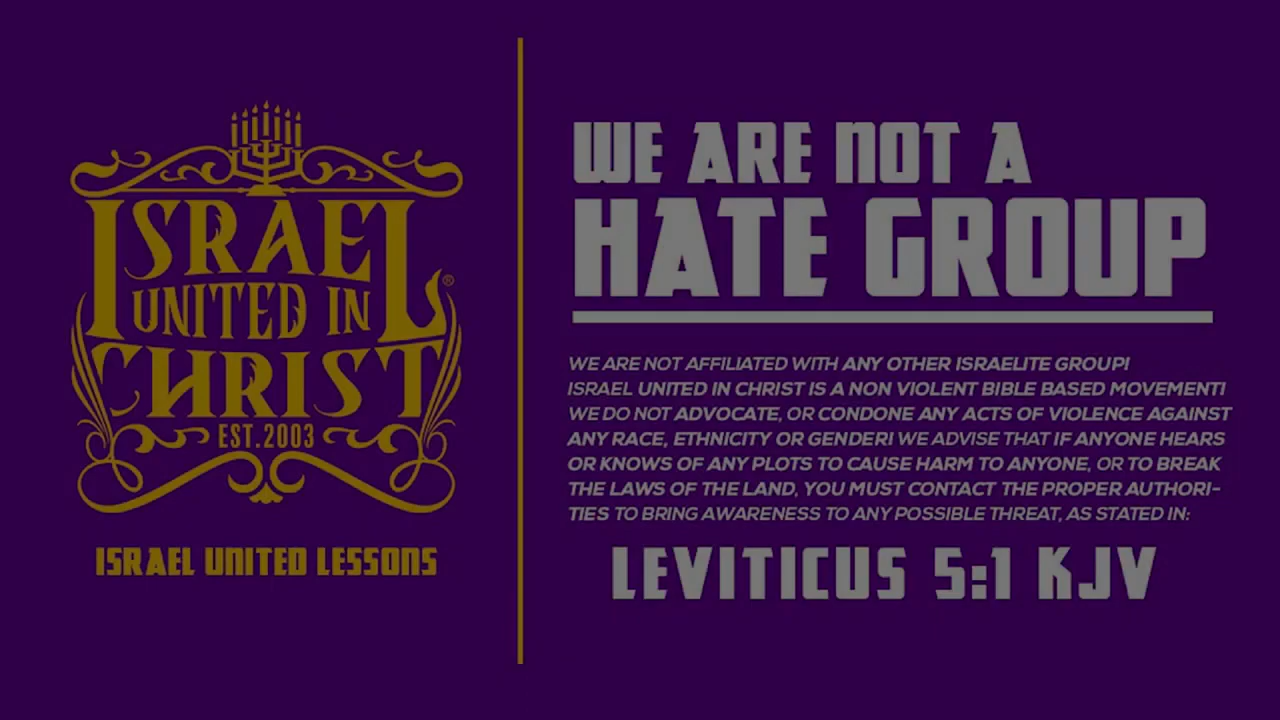 ISRAEL
UNITED IN
CHRIST
®
EST.2003
ISRAEL UNITED LESSONS
WE ARE NOT A
HATE GROUP
WE ARE NOT AFFILIATED WITH ANY OTHER ISRAELITE GROUP!
ISRAEL UNITED IN CHRIST IS A NON VIOLENT BIBLE BASED MOVEMENT!
WE DO NOT ADVOCATE, OR CONDONE ANY ACTS OF VIOLENCE AGAINST
ANY RACE, ETHNICITY OR GENDER! WE ADVISE THAT IF ANYONE HEARS
OR KNOWS OF ANY PLOTS TO CAUSE HARM TO ANYONE, OR TO BREAK
THE LAWS OF THE LAND, YOU MUST CONTACT THE PROPER AUTHORI-
TIES TO BRING AWARENESS TO ANY POSSIBLE THREAT, AS STATED IN:
LEVITICUS 5:1 KJV